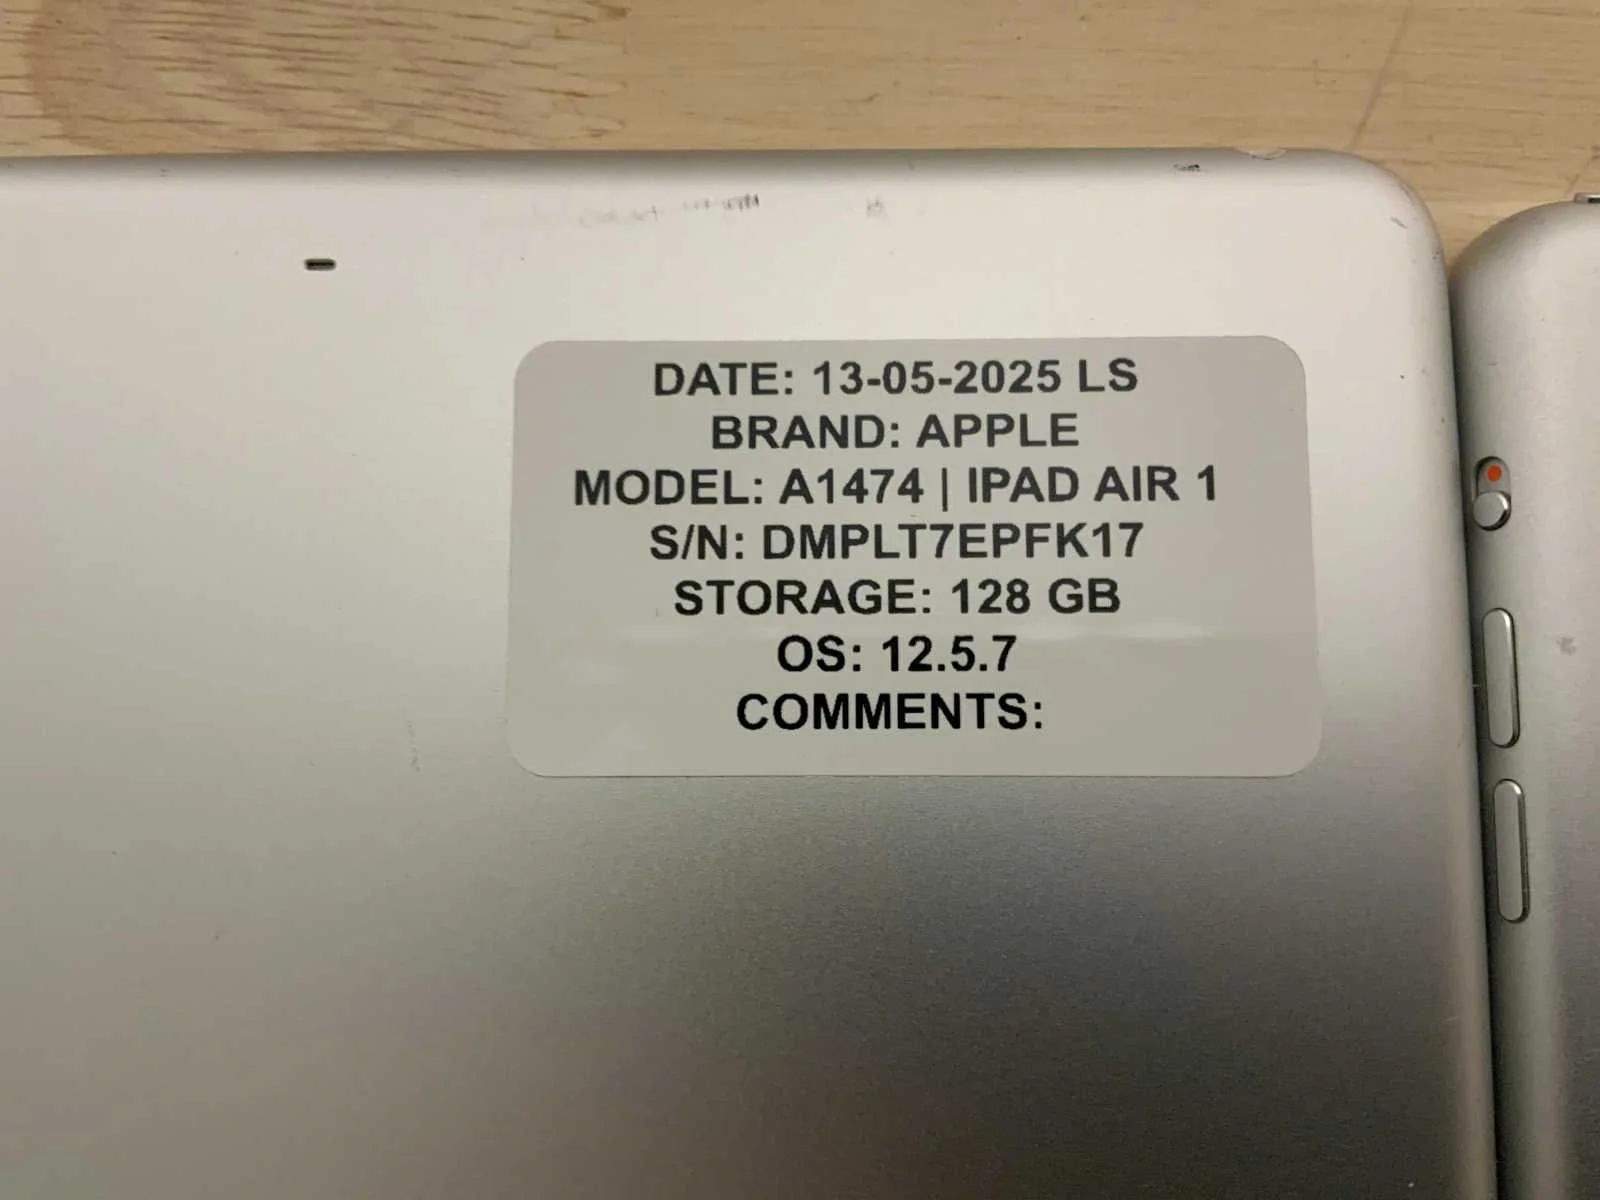 DATE: 13-05-2025 LS
BRAND: APPLE
MODEL: A1474 | IPAD AIR 1
S/N: DMPLT7EPFK17
STORAGE: 128 GB
OS: 12.5.7
COMMENTS: